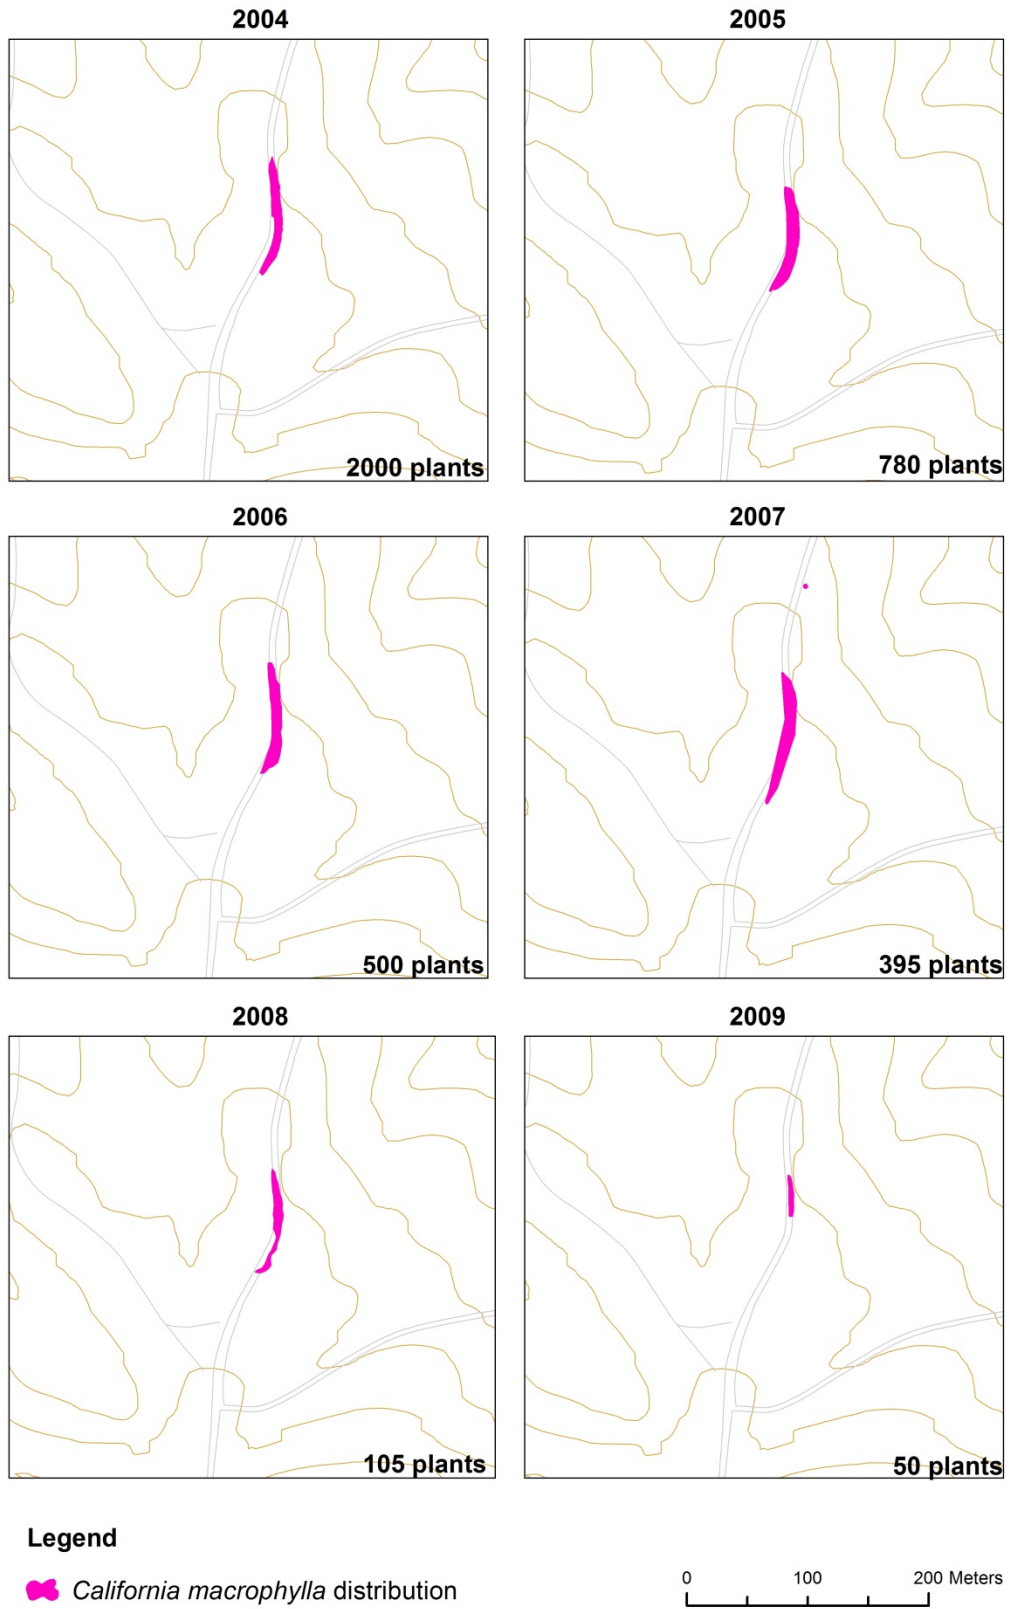 2004
2005
2000 plants
780 plants
2006
2007
500 plants
395 plants
2008
2009
105 plants
50 plants
Legend
California macrophylla distribution
0 100 200 Meters